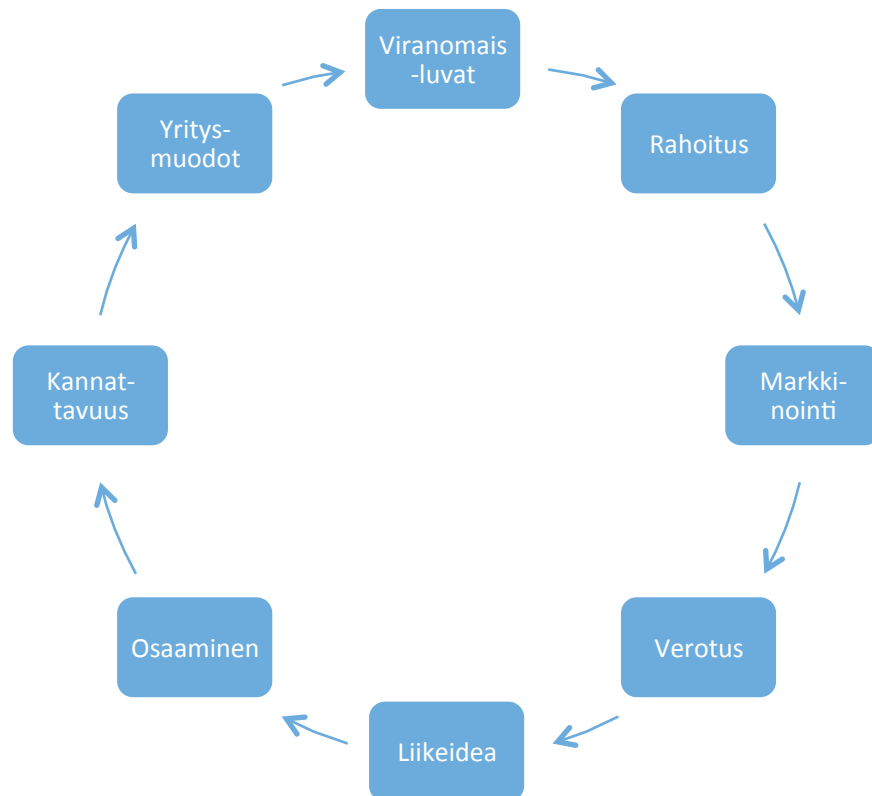 Viranomais
-luvat
Rahoitus
Markki-
nointi
Verotus
Liikeidea
Osaaminen
Kannat-
tavuus
Yritys-
muodot